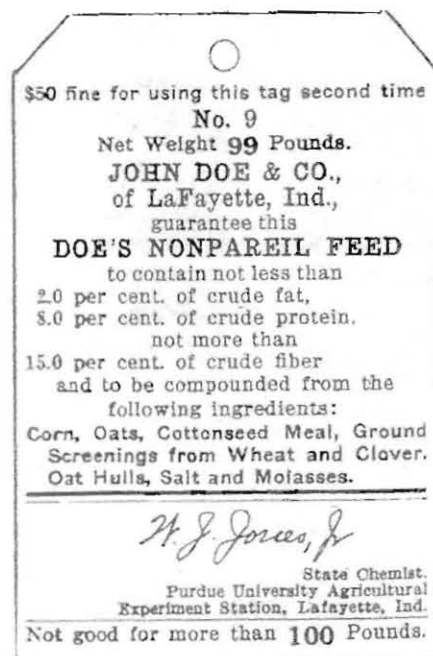 $50 fine for using this tag second time
No. 9
Net Weight 99 Pounds.
JOHN DOE & CO.,
of LaFayette, Ind.,
guarantee this
DOE'S NONPAREIL FEED
to contain not less than
2.0 per cent. of crude fat,
8.0 per cent. of crude protein.
not more than
15.0 per cent. of crude fiber
and to be compounded from the
following ingredients:
Corn, Oats, Cottonseed Meal, Ground
Screenings from Wheat and Clover.
Oat Hulls, Salt and Molasses.
W. J. Jones, Jr
State Chemist.
Purdue University Agricultural
Experiment Station, Lafayette, Ind.
Not good for more than 100 Pounds.